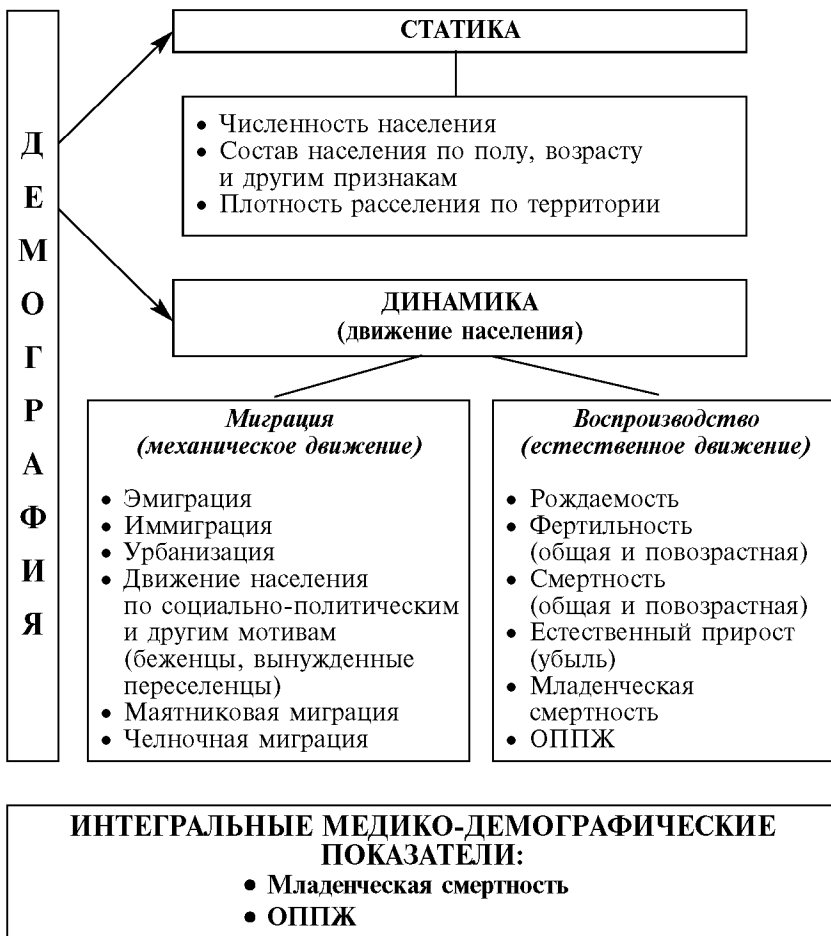 ДЕМОГРАФИЯ
СТАТИКА
• Численность населения
• Состав населения по полу, возрасту
и другим признакам
• Плотность расселения по территории
ДИНАМИКА
(движение населения)
Миграция
(механическое движение)
• Эмиграция
• Иммиграция
• Урбанизация
• Движение населения
по социально-политическим
и другим мотивам
(беженцы, вынужденные
переселенцы)
• Маятниковая миграция
• Челночная миграция
Воспроизводство
(естественное движение)
• Рождаемость
• Фертильность
(общая и повозрастная)
• Смертность
(общая и повозрастная)
• Естественный прирост
(убыль)
• Младенческая
смертность
• ОППЖ
ИНТЕГРАЛЬНЫЕ МЕДИКО-ДЕМОГРАФИЧЕСКИЕ
ПОКАЗАТЕЛИ:
• Младенческая смертность
• ОППЖ